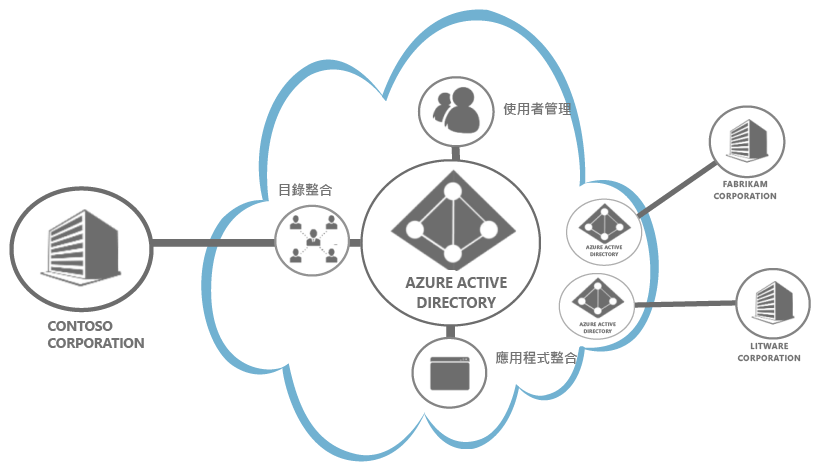 使用者管理
目錄整合
AZURE ACTIVE
DIRECTORY
CONTOSO
CORPORATION
應用程式整合
AZURE ACTIVE
DIRECTORY
FABRIKAM
CORPORATION
AZURE ACTIVE
DIRECTORY
LITWARE
CORPORATION